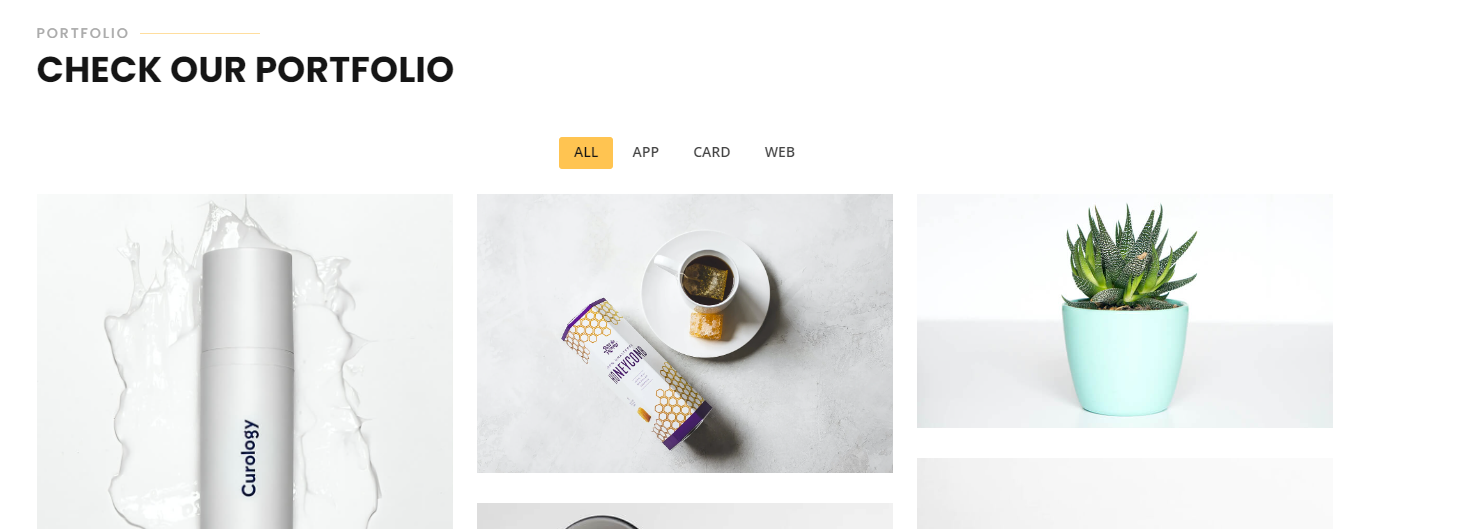 PORTFOLIO
CHECK OUR PORTFOLIO
ALL APP CARD WEB
Curology
HONEYCOMB